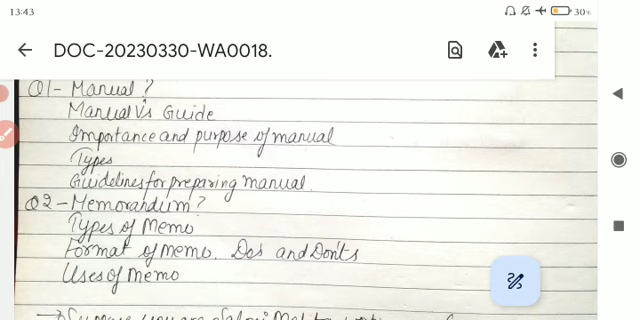 13:43
30%
DOC-20230330-WA0018.
Q1- Manual?
Manual Vs Guide
Importance and purpose of manual
Types
Guidelines for preparing manual.
Q2 - Memorandum?
Types of Memo
Format of Memo. Do's and Don'ts
Uses of Memo